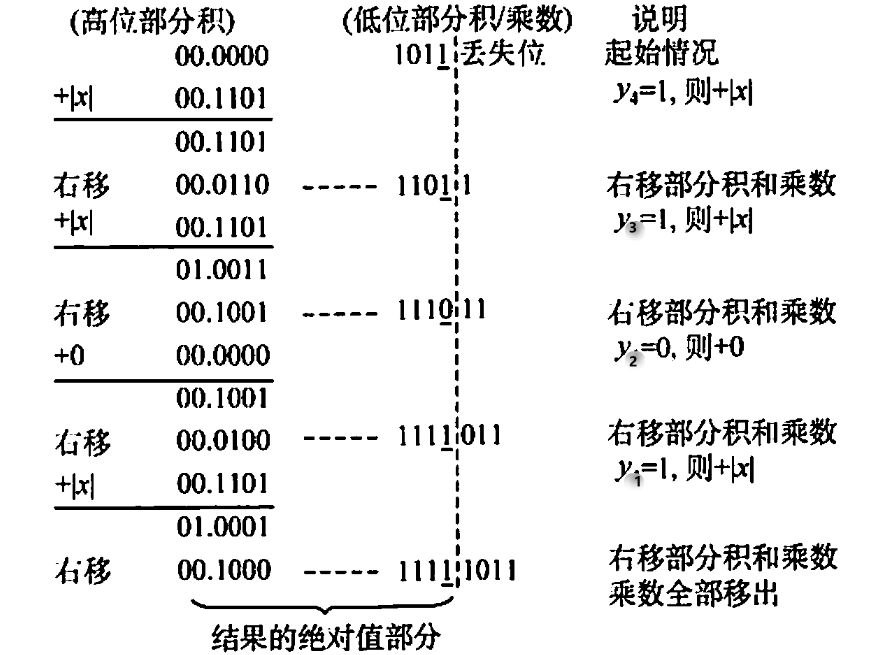 (高位部分积) (低位部分积/乘数) 说明
00.0000 1011 丢失位 起始情况
+|x| 00.1101 y₄=1, 则+|x|
00.1101
右移 00.0110 ----- 1101 1 右移部分积和乘数
+|x| 00.1101 y₃=1, 则+|x|
01.0011
右移 00.1001 ----- 1110 11 右移部分积和乘数
+0 00.0000 y₂=0, 则+0
00.1001
右移 00.0100 ----- 1111 011 右移部分积和乘数
+|x| 00.1101 y₁=1, 则+|x|
01.0001
右移 00.1000 ----- 1111 1011 右移部分积和乘数
乘数全部移出
结果的绝对值部分